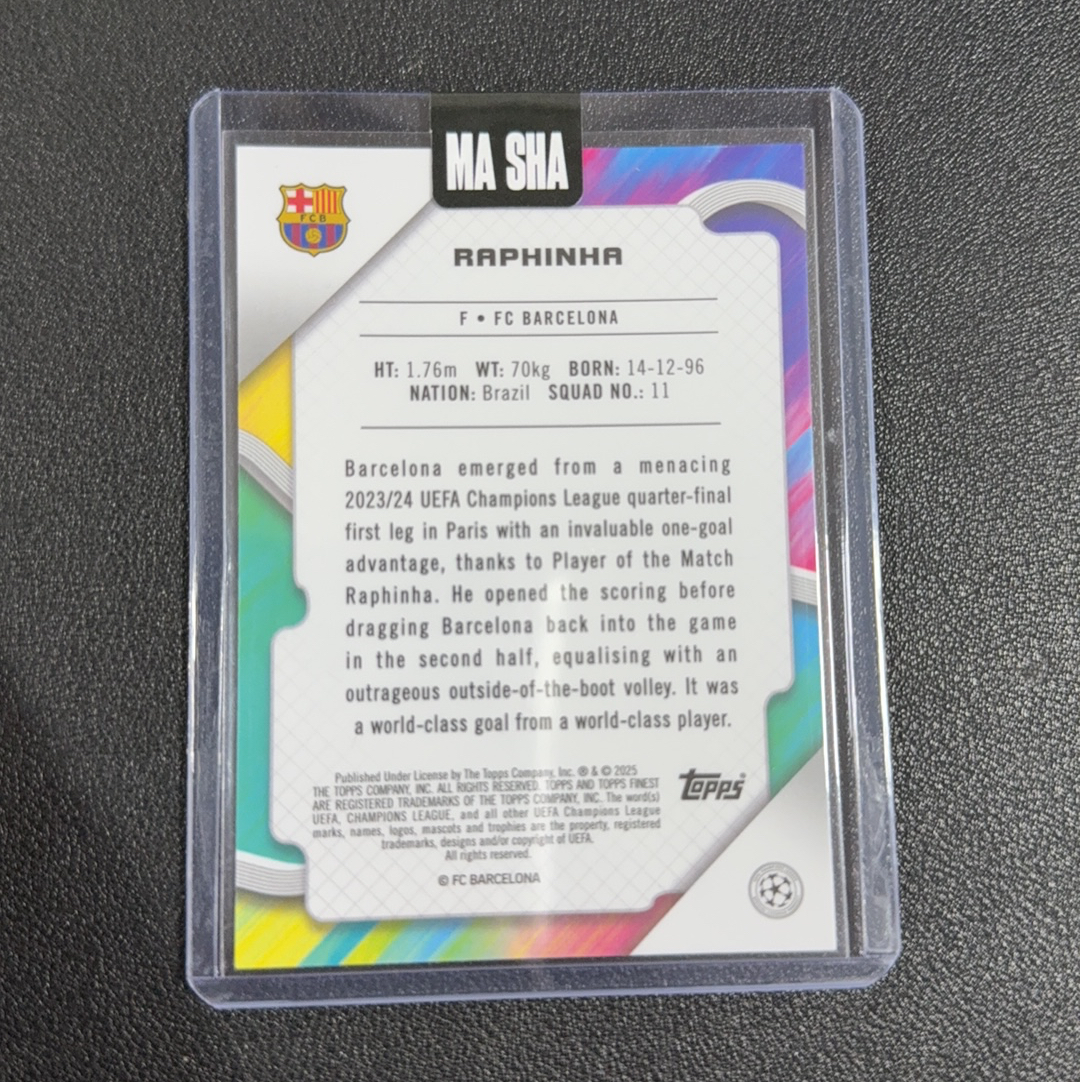 MA SHA
FCB
RAPHINHA
F • FC BARCELONA
HT: 1.76m WT: 70kg BORN: 14-12-96
NATION: Brazil SQUAD NO.: 11
Barcelona emerged from a menacing
2023/24 UEFA Champions League quarter-final
first leg in Paris with an invaluable one-goal
advantage, thanks to Player of the Match
Raphinha. He opened the scoring before
dragging Barcelona back into the game
in the second half, equalising with an
outrageous outside-of-the-boot volley. It was
a world-class goal from a world-class player.
Published Under License by The Topps Company, Inc. ® & © 2025
THE TOPPS COMPANY, INC. ALL RIGHTS RESERVED. TOPPS AND TOPPS FINEST
ARE REGISTERED TRADEMARKS OF THE TOPPS COMPANY, INC. The word(s)
UEFA, CHAMPIONS LEAGUE, and all other UEFA Champions League
marks, names, logos, mascots and trophies are the property, registered
trademarks, designs and/or copyright of UEFA.
All rights reserved.
© FC BARCELONA
Topps®